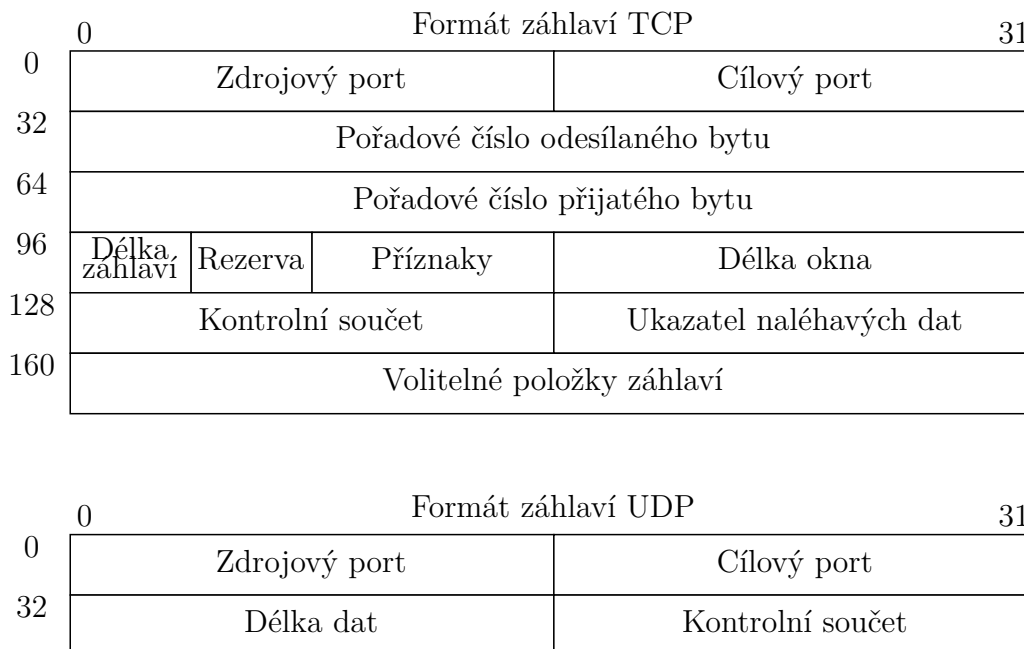 Formát záhlaví TCP
0 31
0 Zdrojový port Cílový port
32 Pořadové číslo odesílaného bytu
64 Pořadové číslo přijatého bytu
96 Délka záhlaví Rezerva Příznaky Délka okna
128 Kontrolní součet Ukazatel naléhavých dat
160 Volitelné položky záhlaví
Formát záhlaví UDP
0 31
0 Zdrojový port Cílový port
32 Délka dat Kontrolní součet